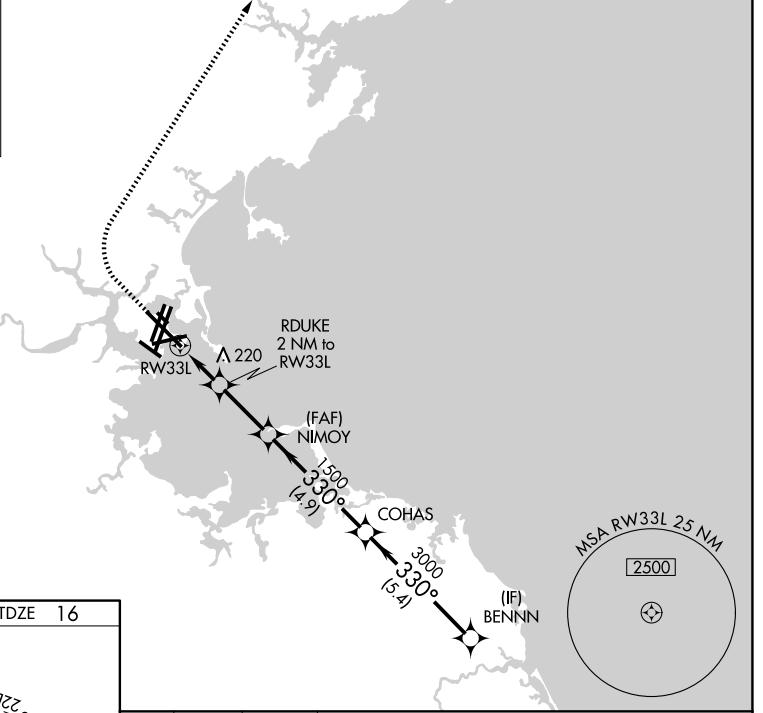 RDUKE
2 NM to
RW33L
220
RW33L
(FAF)
NIMOY
1500
330°
(4.9)
COHAS
3000
330°
(5.4)
(IF)
BENNN
MSA RW33L 25 NM
2500
TDZE 16